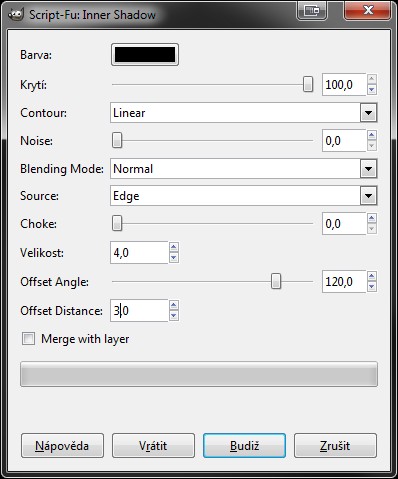 Script-Fu: Inner Shadow
Barva:
Krytí: 100,0
Contour: Linear
Noise: 0,0
Blending Mode: Normal
Source: Edge
Choke: 0,0
Velikost: 4,0
Offset Angle: 120,0
Offset Distance: 3,0
Merge with layer
Nápověda Vrátit Budiž Zrušit